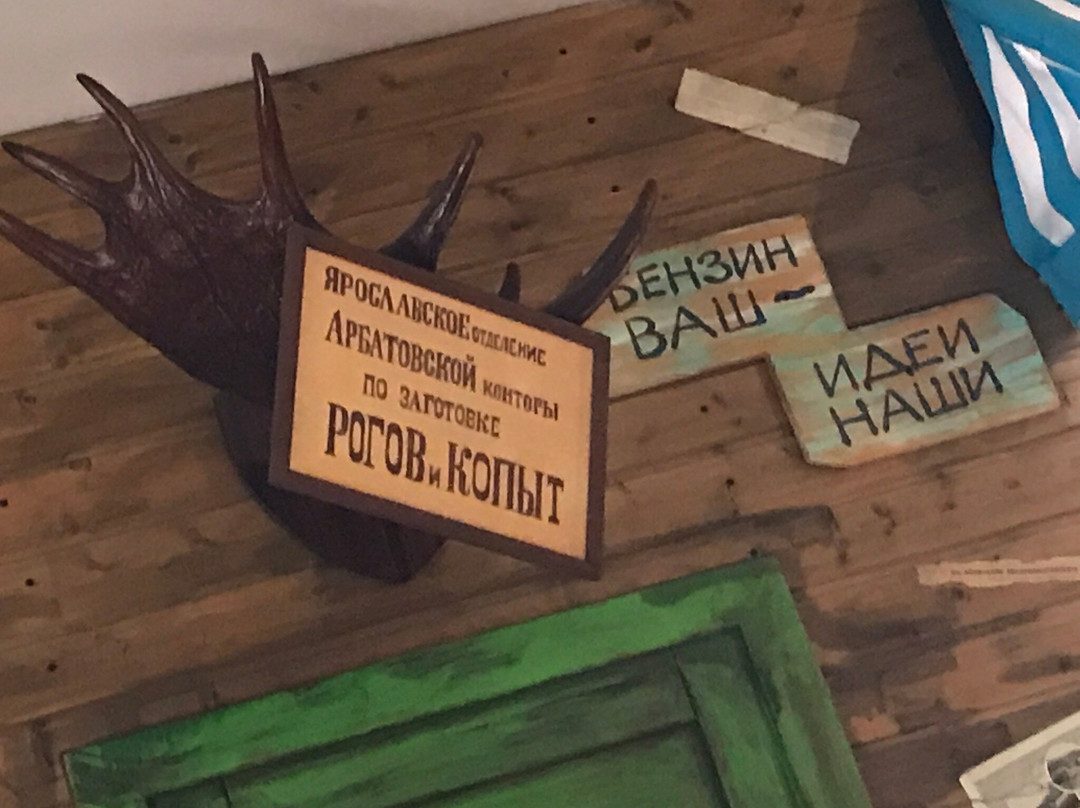 ЯРОСЛАВСКОЕ ОТДЕЛЕНИЕ
АРБАТОВСКОЙ КОНТОРЫ
ПО ЗАГОТОВКЕ
РОГОВ и КОПЫТ
БЕНЗИН
ВАШ ~
ИДЕИ
НАШИ